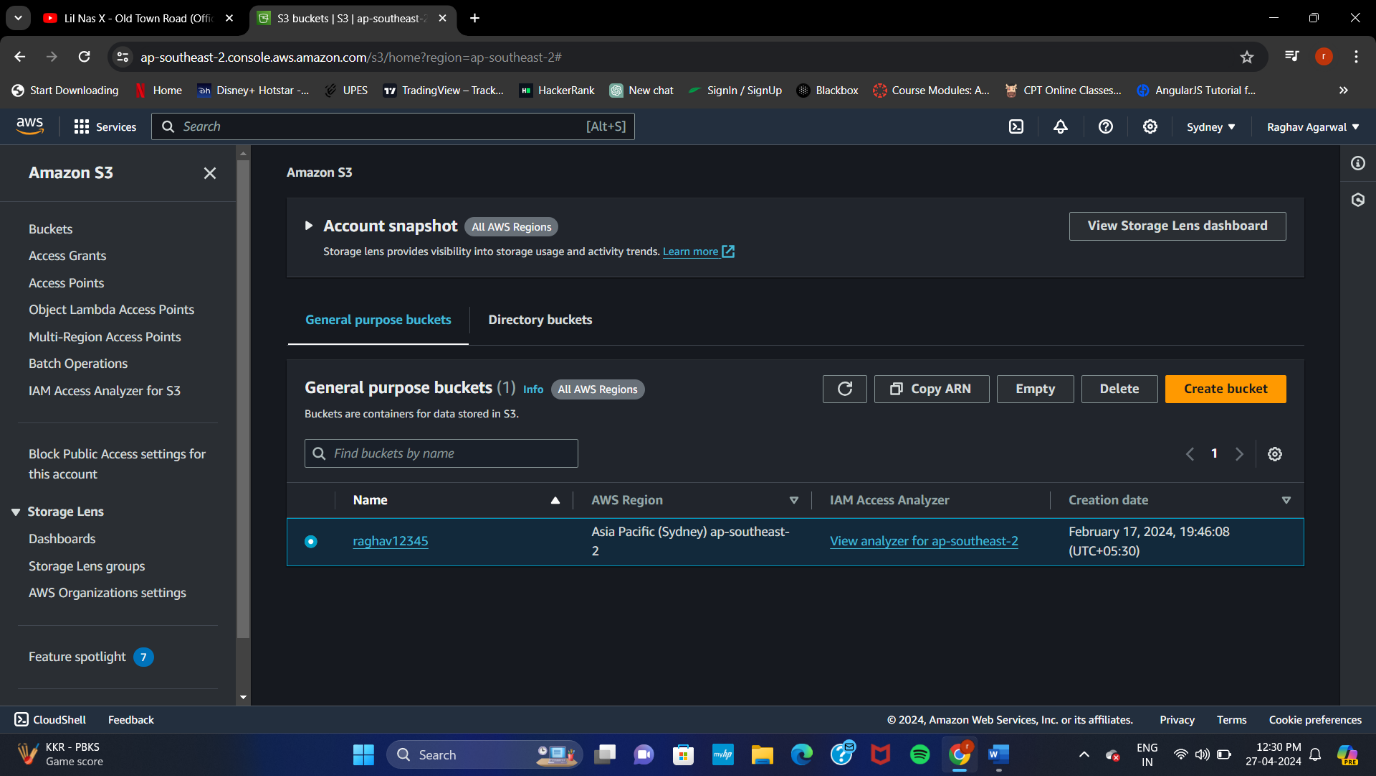 Lil Nas X - Old Town Road (Offi
S3 buckets | S3 | ap-southeast-2
ap-southeast-2.console.aws.amazon.com/s3/home?region=ap-southeast-2#
r
Start Downloading
Home
Disney+ Hotstar -...
UPES
TradingView – Track...
HackerRank
New chat
SignIn / SignUp
Blackbox
Course Modules: A...
CPT Online Classes...
AngularJS Tutorial f...
aws
Services
Search
[Alt+S]
Sydney
Raghav Agarwal
Amazon S3
Buckets
Access Grants
Access Points
Object Lambda Access Points
Multi-Region Access Points
Batch Operations
IAM Access Analyzer for S3
Block Public Access settings for
this account
Storage Lens
Dashboards
Storage Lens groups
AWS Organizations settings
Feature spotlight 7
Amazon S3
Account snapshot All AWS Regions
View Storage Lens dashboard
Storage lens provides visibility into storage usage and activity trends. Learn more
General purpose buckets
Directory buckets
General purpose buckets (1) Info All AWS Regions
Copy ARN
Empty
Delete
Create bucket
Buckets are containers for data stored in S3.
Find buckets by name
1
Name
AWS Region
IAM Access Analyzer
Creation date
raghav12345
Asia Pacific (Sydney) ap-southeast-
2
View analyzer for ap-southeast-2
February 17, 2024, 19:46:08
(UTC+05:30)
CloudShell
Feedback
© 2024, Amazon Web Services, Inc. or its affiliates.
Privacy
Terms
Cookie preferences
KKR - PBKS
Game score
Search
ENG
IN
12:30 PM
27-04-2024